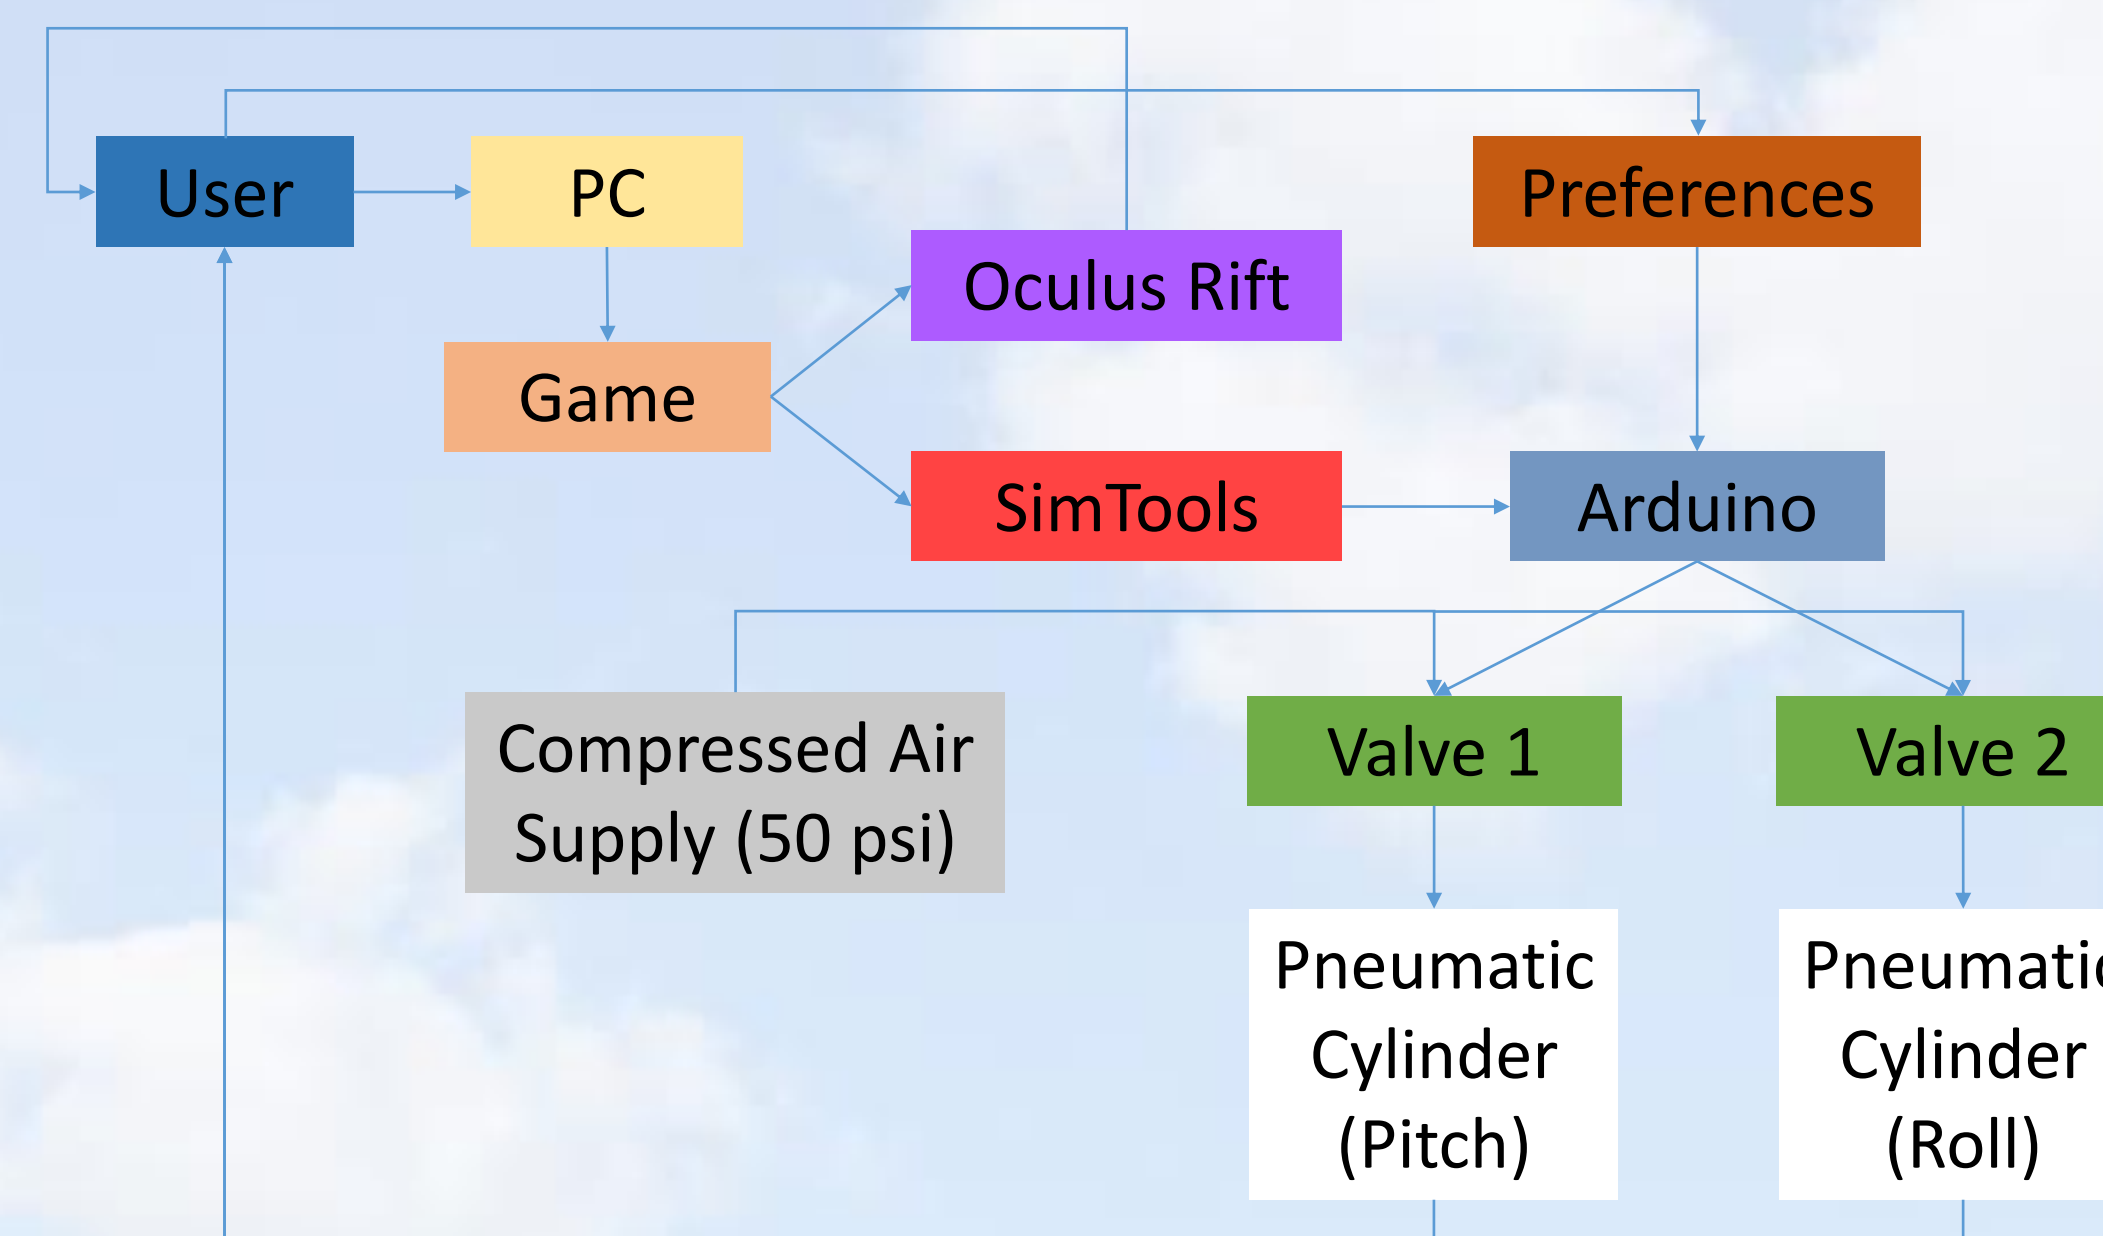 User
PC
Preferences
Oculus Rift
Game
SimTools
Arduino
Compressed Air
Supply (50 psi)
Valve 1
Valve 2
Pneumatic
Cylinder
(Pitch)
Pneumatic
Cylinder
(Roll)